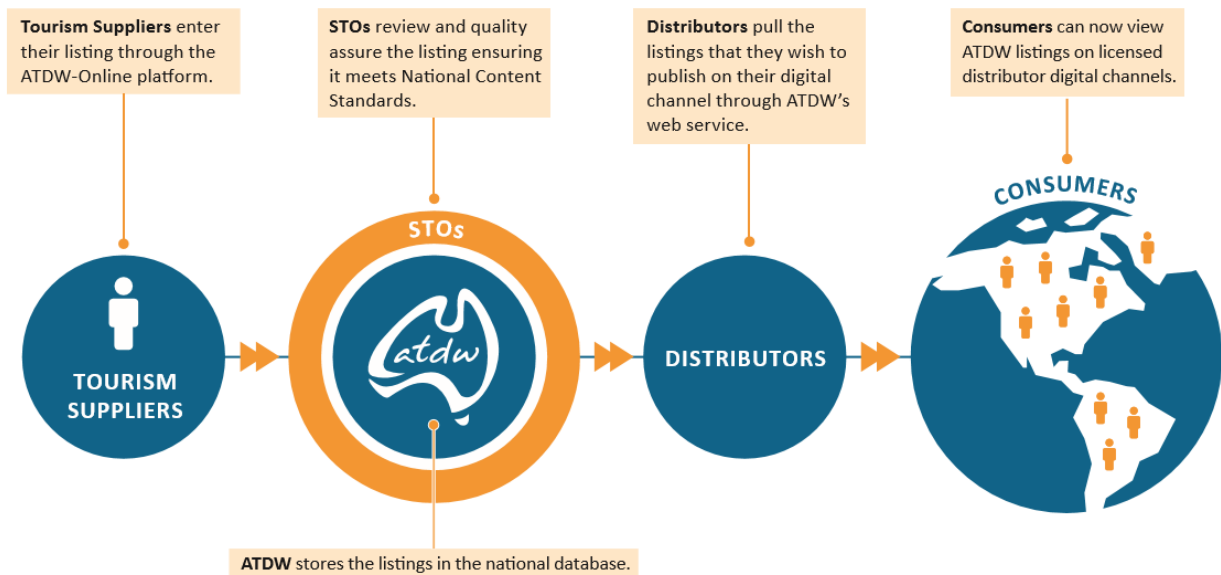 Tourism Suppliers enter
their listing through the
ATDW-Online platform.
STOs review and quality
assure the listing ensuring
it meets National Content
Standards.
Distributors pull the
listings that they wish to
publish on their digital
channel through ATDW's
web service.
Consumers can now view
ATDW listings on licensed
distributor digital channels.
TOURISM
SUPPLIERS
STOs
atdw
DISTRIBUTORS
CONSUMERS
ATDW stores the listings in the national database.